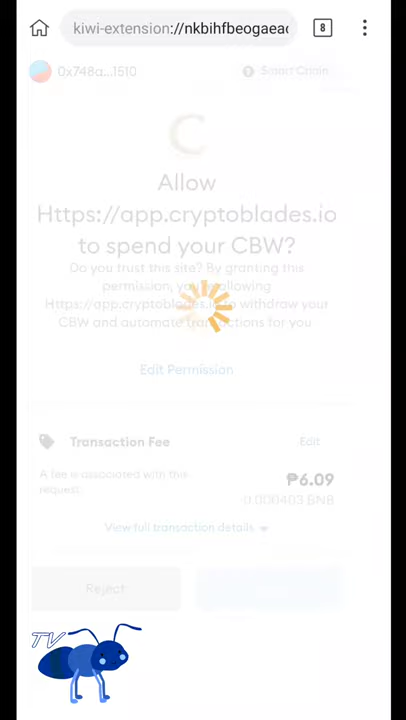 kiwi-extension://nkbihfbeogaeao
8
0x748a...1510
Smart Chain
C
Allow
Https://app.cryptoblades.io
to spend your CBW?
Do you trust this site? By granting this
permission, you're allowing
Https://app.cryptoblades.io to withdraw your
CBW and automate transactions for you
Edit Permission
Transaction Fee
Edit
A fee is associated with this
request.
₱6.09
0.000403 BNB
View full transaction details
Reject
TV